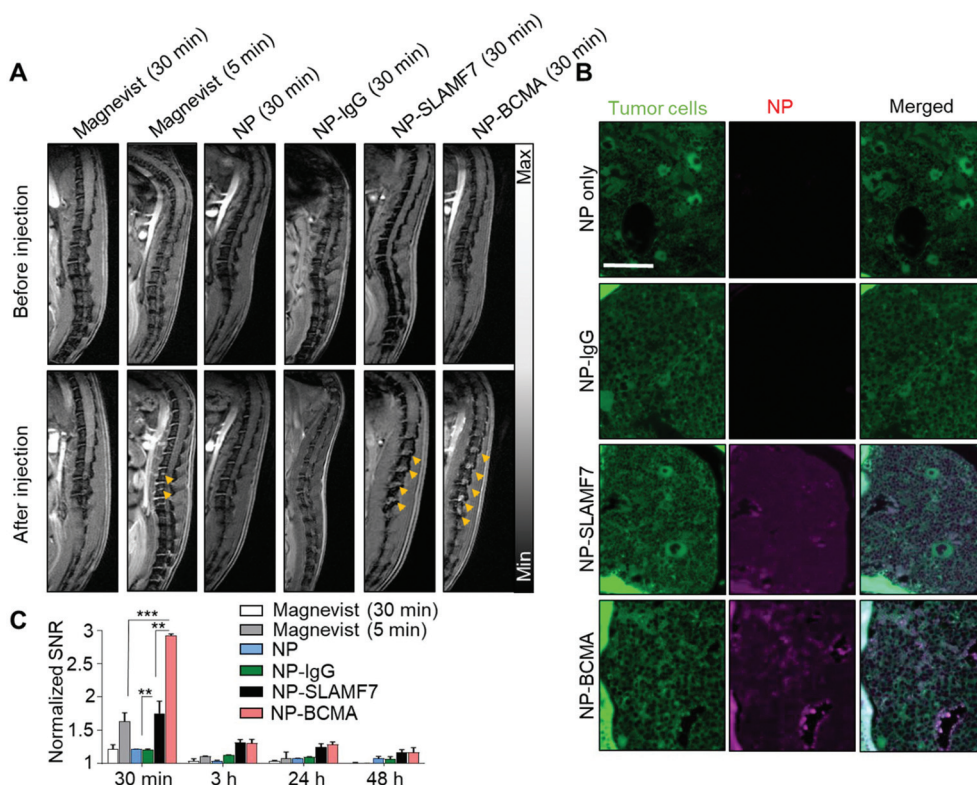 A
Magnevist (30 min)
Magnevist (5 min)
NP (30 min)
NP-IgG (30 min)
NP-SLAMF7 (30 min)
NP-BCMA (30 min)
Before injection
After injection
Max
Min
B
Tumor cells
NP
Merged
NP only
NP-IgG
NP-SLAMF7
NP-BCMA
C
Normalized SNR
3
2.5
2
1.5
1
***
**
**
Magnevist (30 min)
Magnevist (5 min)
NP
NP-IgG
NP-SLAMF7
NP-BCMA
30 min
3 h
24 h
48 h